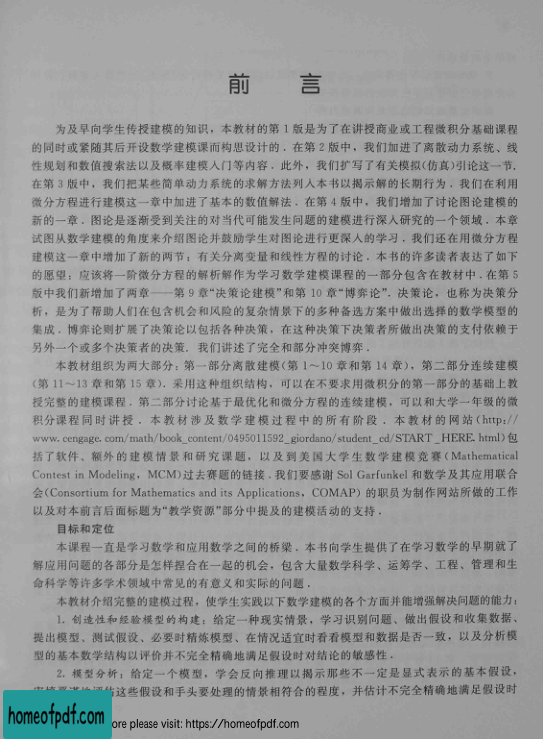 前　言
为及早向学生传授建模的知识，本教材的第 1 版是为了在讲授商业或工程微积分基础课程
的同时或紧随其后开设数学建模课而构思设计的．在第 2 版中，我们加进了离散动力系统、线
性规划和数值搜索法以及概率建模入门等内容．此外，我们扩写了有关模拟(仿真)引论这一节．
在第 3 版中，我们把某些简单动力系统的求解方法列入本书以揭示解的长期行为．我们在利用
微分方程进行建模这一章中加进了基本的数值解法．在第 4 版中，我们增加了讨论图论建模的
新的一章．图论是逐渐受到关注的对当代可能发生问题的建模进行深入研究的一个领域．本章
试图从数学建模的角度来介绍图论并鼓励学生对图论进行更深入的学习．我们还在用微分方程
建模这一章中增加了新的两节：有关分离变量和线性方程的讨论．本书的许多读者表达了如下
的愿望：应该将一阶微分方程的解析解作为学习数学建模课程的一部分包含在教材中．在第 5
版中我们新增加了两章——第 9 章“决策论建模”和第 10 章“博弈论”．决策论，也称为决策分
析，是为了帮助人们在包含机会和风险的复杂情景下的多种备选方案中做出选择的数学模型的
集成．博弈论则扩展了决策论以包括各种决策，在这种决策下决策者所做出决策的支付依赖于
另外一个或多个决策者的决策．我们讲述了完全和部分冲突博弈．
本教材组织为两大部分：第一部分离散建模(第 1～10 章和第 14 章)，第二部分连续建模
(第 11～13 章和第 15 章)．采用这种组织结构，可以在不要求用微积分的第一部分的基础上教
授完整的建模课程．第二部分讨论基于最优化和微分方程的连续建模，可以和大学一年级的微
积分课程同时讲授．本教材涉及数学建模过程中的所有阶段．本教材的网站(http://
www.cengage.com/math/book_content/0495011592_giordano/student_cd/START_HERE.html)包
括了软件、额外的建模情景和研究课题，以及到美国大学生数学建模竞赛(Mathematical
Contest in Modeling，MCM)过去赛题的链接．我们要感谢 Sol Garfunkel 和数学及其应用联合
会(Consortium for Mathematics and its Applications，COMAP) 的职员为制作网站所做的工作
以及对本前言后面标题为“教学资源”部分中提及的建模活动的支持．
目标和定位
本课程一直是学习数学和应用数学之间的桥梁．本书向学生提供了在学习数学的早期就了
解应用问题的各部分是怎样捏合在一起的机会，包含大量数学科学、运筹学、工程、管理和生
命科学等许多学术领域中常见的有意义和实际的问题．
本教材介绍完整的建模过程，使学生实践以下数学建模的各个方面并能增强解决问题的能力：
1. 创造性和经验模型的构建：给定一种现实情景，学习识别问题、做出假设和收集数据、
提出模型、测试假设、必要时精炼模型、在情况适宜时看看模型和数据是否一致，以及分析模
型的基本数学结构以评价并不完全精确地满足假设时对结论的敏感性．
2. 模型分析：给定一个模型，学会反向推理以揭示那些不一定是显式表示的基本假设，
这些假设和手头要处理的情景相符合的程度，并估计不完全精确地满足假设时
homeofpdf.com
ore please visit: https://homeofpdf.com